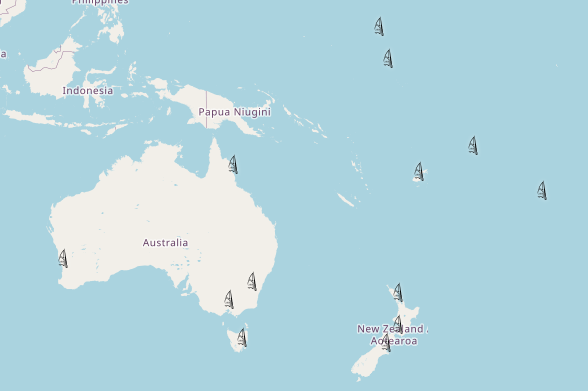 Philippines
a
Indonesia
Papua Niugini
Australia
New Zealand
Aotearoa